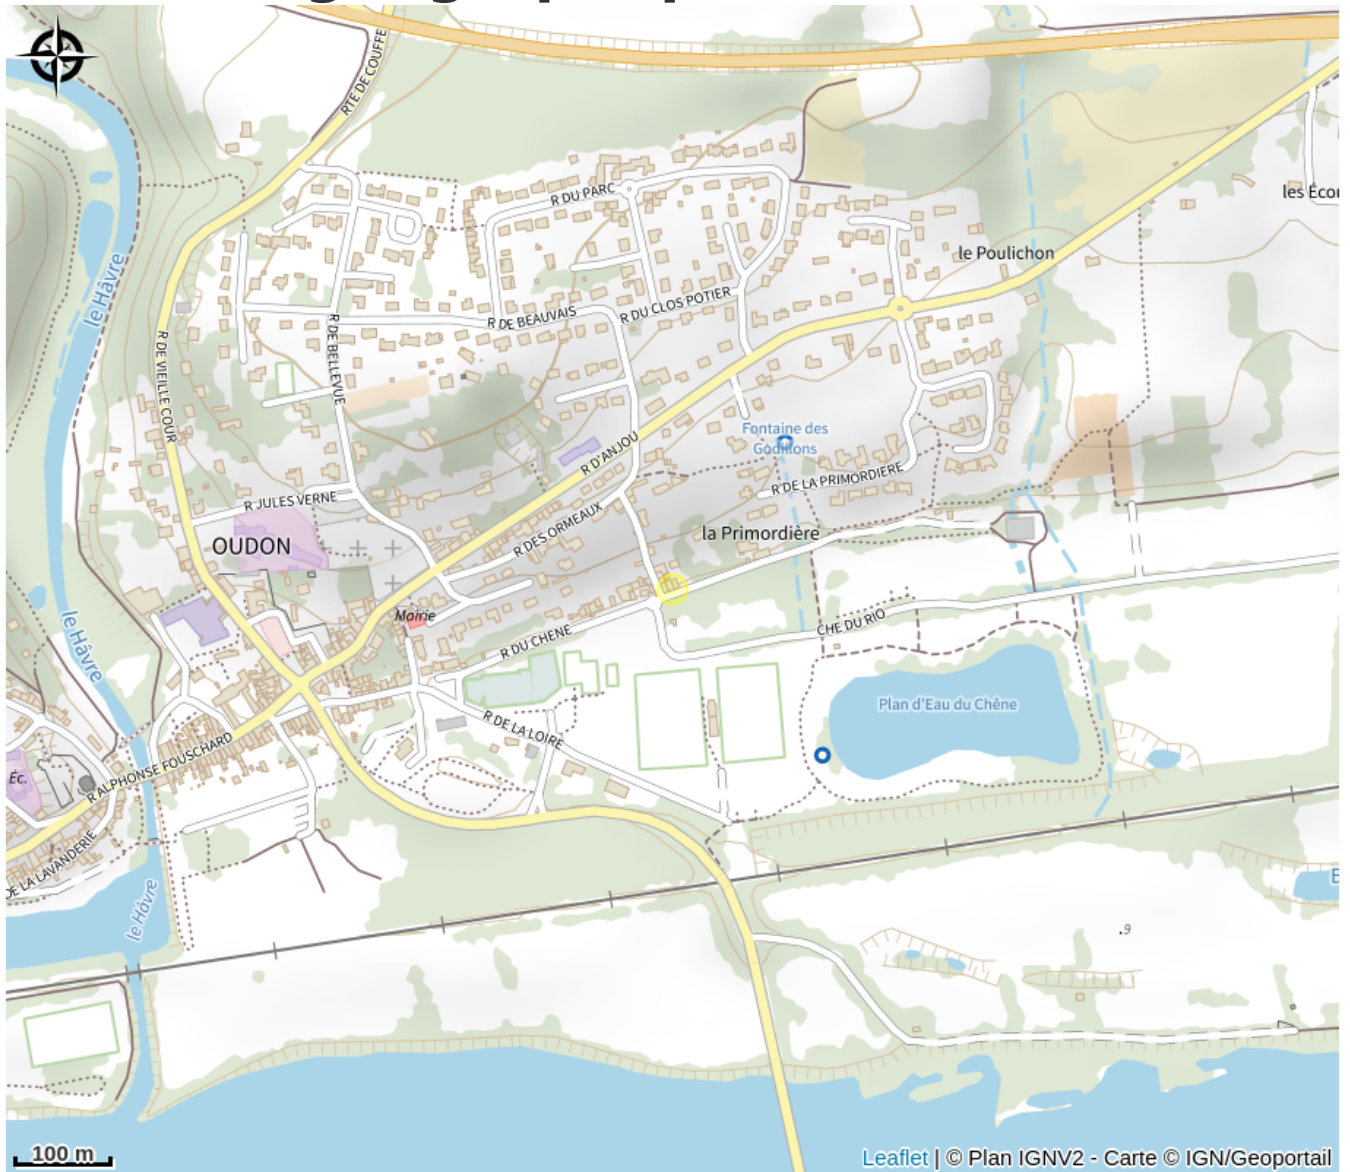 RTE DE COUFFE
R DU PARC
les Écor
le Poulichon
le Hâvre
R DU CLOS POTIER
R DE BEAUVAIS
R DE BELLEVUE
R DE VIEILLE COUR
Fontaine des
Godillons
R D'ANJOU
R DE LA PRIMORDIERE
R JULES VERNE
R DES ORMEAUX
la Primordière
OUDON
Mairie
le Hâvre
CHE DU RIO
R DU CHENE
Plan d'Eau du Chêne
R DE LA LOIRE
R ALPHONSE FOUSCHARD
Éc.
DE LA LAVANDERIE
le Hâvre
E
.9
100 m
Leaflet | © Plan IGNV2 - Carte © IGN/Geoportail